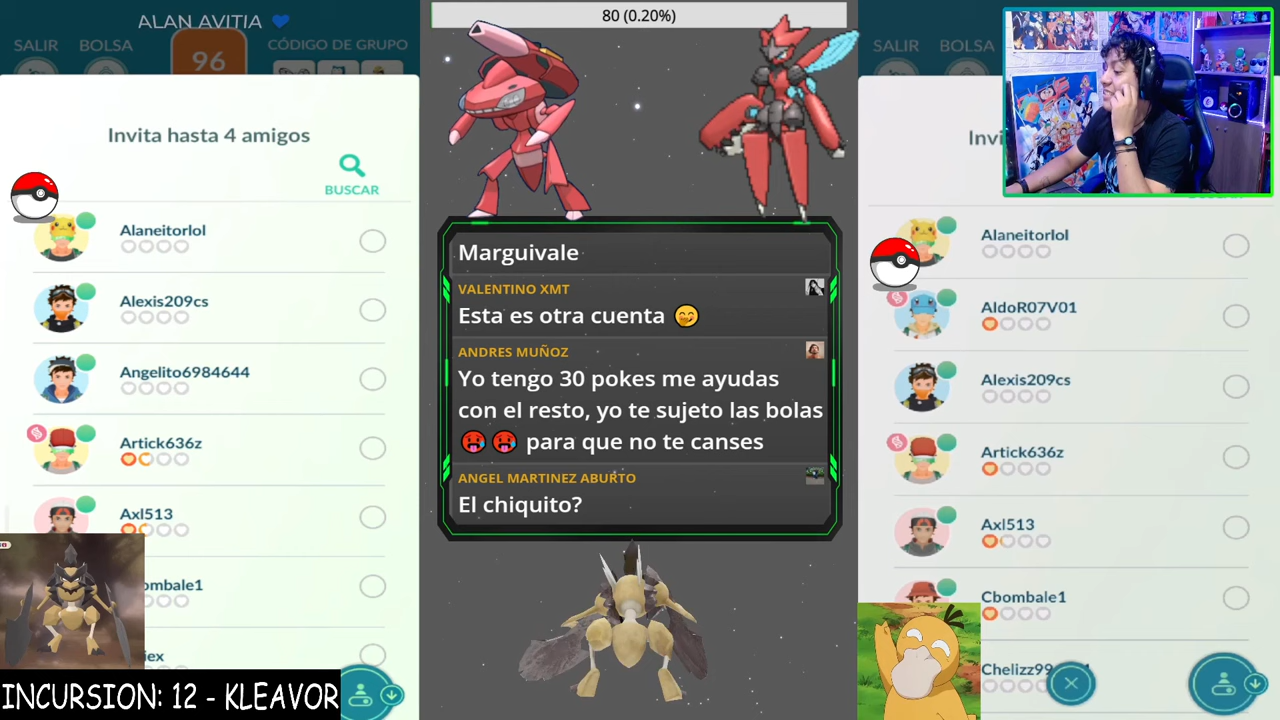 ALAN AVITIA 💙
SALIR
BOLSA
96
CÓDIGO DE GRUPO
Invita hasta 4 amigos
BUSCAR
Alaneitorlol
Alexis209cs
Angelito6984644
Artick636z
Axl513
ombale1
iex
INCURSION: 12 - KLEAVOR
80 (0.20%)
Marguivale
VALENTINO XMT
Esta es otra cuenta 🤭
ANDRES MUÑOZ
Yo tengo 30 pokes me ayudas
con el resto, yo te sujeto las bolas
🥵 🥵 para que no te canses
ANGEL MARTINEZ ABURTO
El chiquito?
SALIR
BOLSA
Invi
Alaneitorlol
AldoR07V01
Alexis209cs
Artick636z
Axl513
Cbombale1
Chelizz99